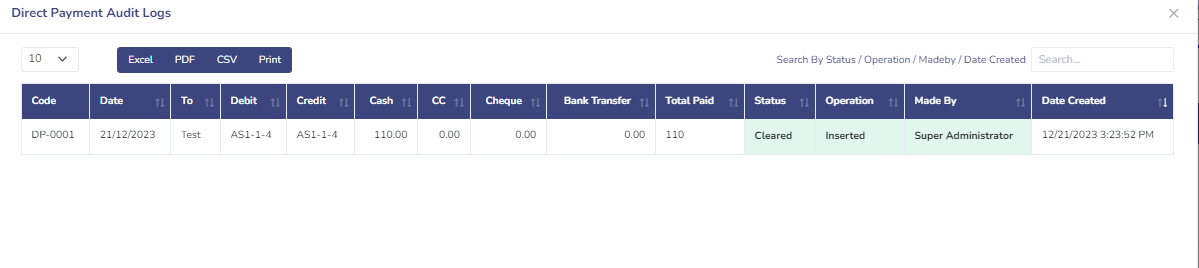 Direct Payment Audit Logs
10 Excel PDF CSV Print Search By Status / Operation / Madeby / Date Created Search...
Code Date To Debit Credit Cash CC Cheque Bank Transfer Total Paid Status Operation Made By Date Created
DP-0001 21/12/2023 Test AS1-1-4 AS1-1-4 110.00 0.00 0.00 0.00 110 Cleared Inserted Super Administrator 12/21/2023 3:23:52 PM